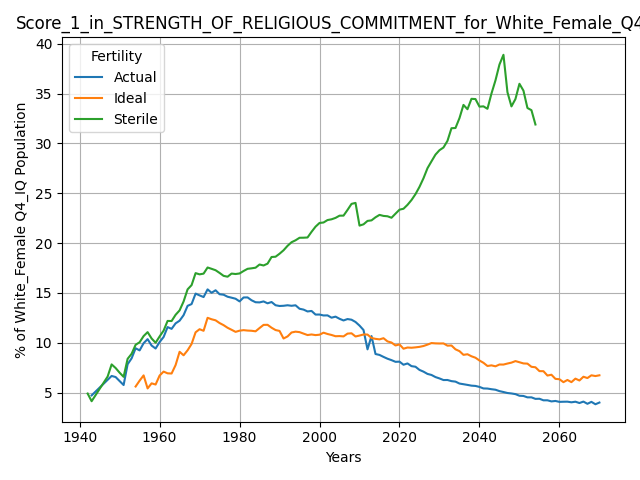 Score_1_in_STRENGTH_OF_RELIGIOUS_COMMITMENT_for_White_Female_Q4
40
35
30
25
20
15
10
5
% of White_Female Q4_IQ Population
Fertility
Actual
Ideal
Sterile
1940 1960 1980 2000 2020 2040 2060
Years